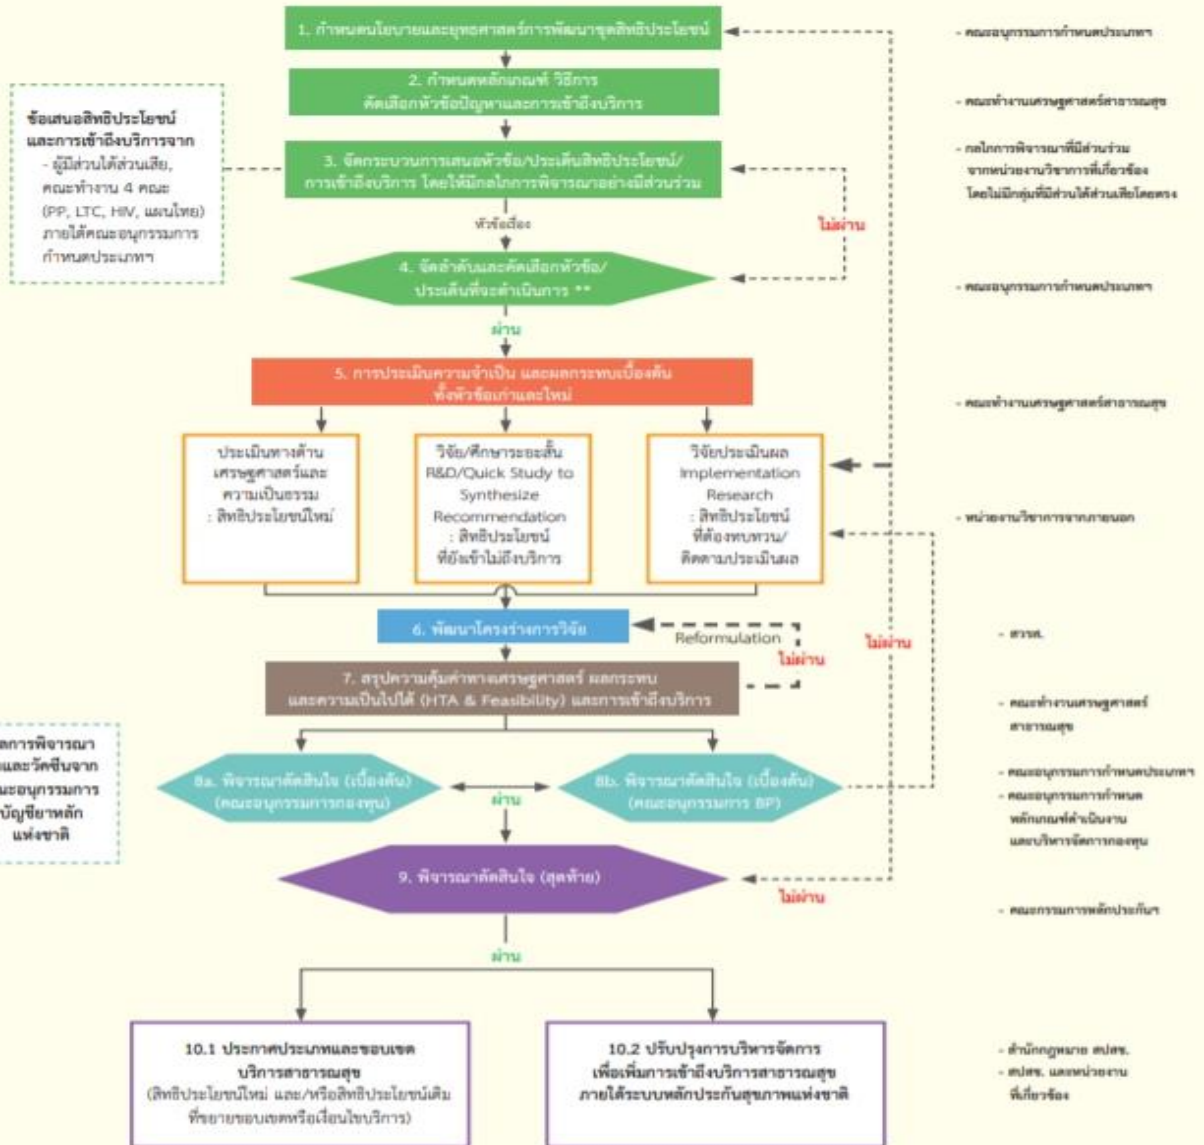 1. กำหนดนโยบายและยุทธศาสตร์การพัฒนาชุดสิทธิประโยชน์
- คณะอนุกรรมการกำหนดประเภทฯ
2. กำหนดหลักเกณฑ์ วิธีการ
คัดเลือกหัวข้อปัญหาและการเข้าถึงบริการ
- คณะทำงานเศรษฐศาสตร์สาธารณสุข
ข้อเสนอสิทธิประโยชน์
และการเข้าถึงบริการจาก
- ผู้มีส่วนได้ส่วนเสีย,
คณะทำงาน 4 คณะ
(PP, LTC, HIV, แผนไทย)
ภายใต้คณะอนุกรรมการ
กำหนดประเภทฯ
3. จัดกระบวนการเสนอหัวข้อ/ประเด็นสิทธิประโยชน์/
การเข้าถึงบริการ โดยให้มีกลไกการพิจารณาอย่างมีส่วนร่วม
- กลไกการพิจารณาที่มีส่วนร่วม
จากหน่วยงานวิชาการที่เกี่ยวข้อง
โดยไม่มีกลุ่มที่มีส่วนได้ส่วนเสียโดยตรง
หัวข้อเรื่อง
ไม่ผ่าน
4. จัดลำดับและคัดเลือกหัวข้อ/
ประเด็นที่จะดำเนินการ **
- คณะอนุกรรมการกำหนดประเภทฯ
ผ่าน
5. การประเมินความจำเป็น และผลกระทบเบื้องต้น
ทั้งหัวข้อเก่าและใหม่
- คณะทำงานเศรษฐศาสตร์สาธารณสุข
ประเมินทางด้าน
เศรษฐศาสตร์และ
ความเป็นธรรม
: สิทธิประโยชน์ใหม่
วิจัย/ศึกษาระยะสั้น
R&D/Quick Study to
Synthesize
Recommendation
: สิทธิประโยชน์
ที่ยังเข้าไม่ถึงบริการ
วิจัยประเมินผล
Implementation
Research
: สิทธิประโยชน์
ที่ต้องทบทวน/
ติดตามประเมินผล
- หน่วยงานวิชาการจากภายนอก
6. พัฒนาโครงร่างการวิจัย
Reformulation
ไม่ผ่าน
ไม่ผ่าน
- สวรส.
7. สรุปความคุ้มค่าทางเศรษฐศาสตร์ ผลกระทบ
และความเป็นไปได้ (HTA & Feasibility) และการเข้าถึงบริการ
- คณะทำงานเศรษฐศาสตร์
สาธารณสุข
ลการพิจารณา
และวัคซีนจาก
ณะอนุกรรมการ
บัญชียาหลัก
แห่งชาติ
8a. พิจารณาตัดสินใจ (เบื้องต้น)
(คณะอนุกรรมการกองทุน)
ผ่าน
8b. พิจารณาตัดสินใจ (เบื้องต้น)
(คณะอนุกรรมการ BP)
- คณะอนุกรรมการกำหนดประเภทฯ
- คณะอนุกรรมการกำหนด
หลักเกณฑ์ดำเนินงาน
และบริหารจัดการกองทุน
9. พิจารณาตัดสินใจ (สุดท้าย)
ไม่ผ่าน
- คณะกรรมการหลักประกันฯ
ผ่าน
10.1 ประกาศประเภทและขอบเขต
บริการสาธารณสุข
(สิทธิประโยชน์ใหม่ และ/หรือสิทธิประโยชน์เดิม
ที่ขยายขอบเขตหรือเงื่อนไขบริการ)
10.2 ปรับปรุงการบริหารจัดการ
เพื่อเพิ่มการเข้าถึงบริการสาธารณสุข
ภายใต้ระบบหลักประกันสุขภาพแห่งชาติ
- สำนักกฎหมาย สปสช.
- สปสช. และหน่วยงาน
ที่เกี่ยวข้อง